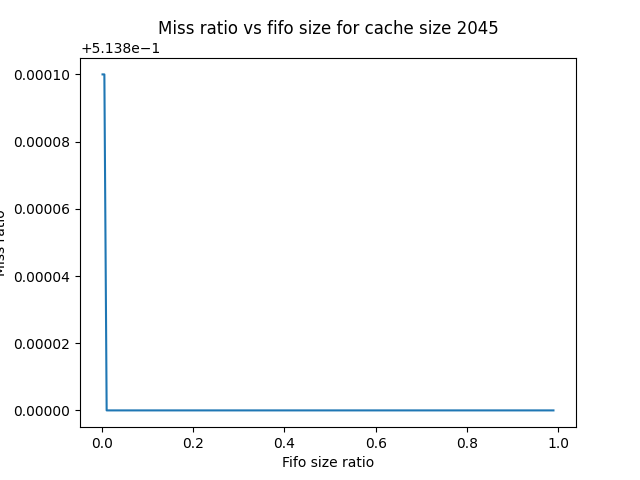 Miss ratio vs fifo size for cache size 2045
+5.138e−1
0.00010
0.00008
0.00006
0.00004
0.00002
0.00000
Miss ratio
0.0 0.2 0.4 0.6 0.8 1.0
Fifo size ratio